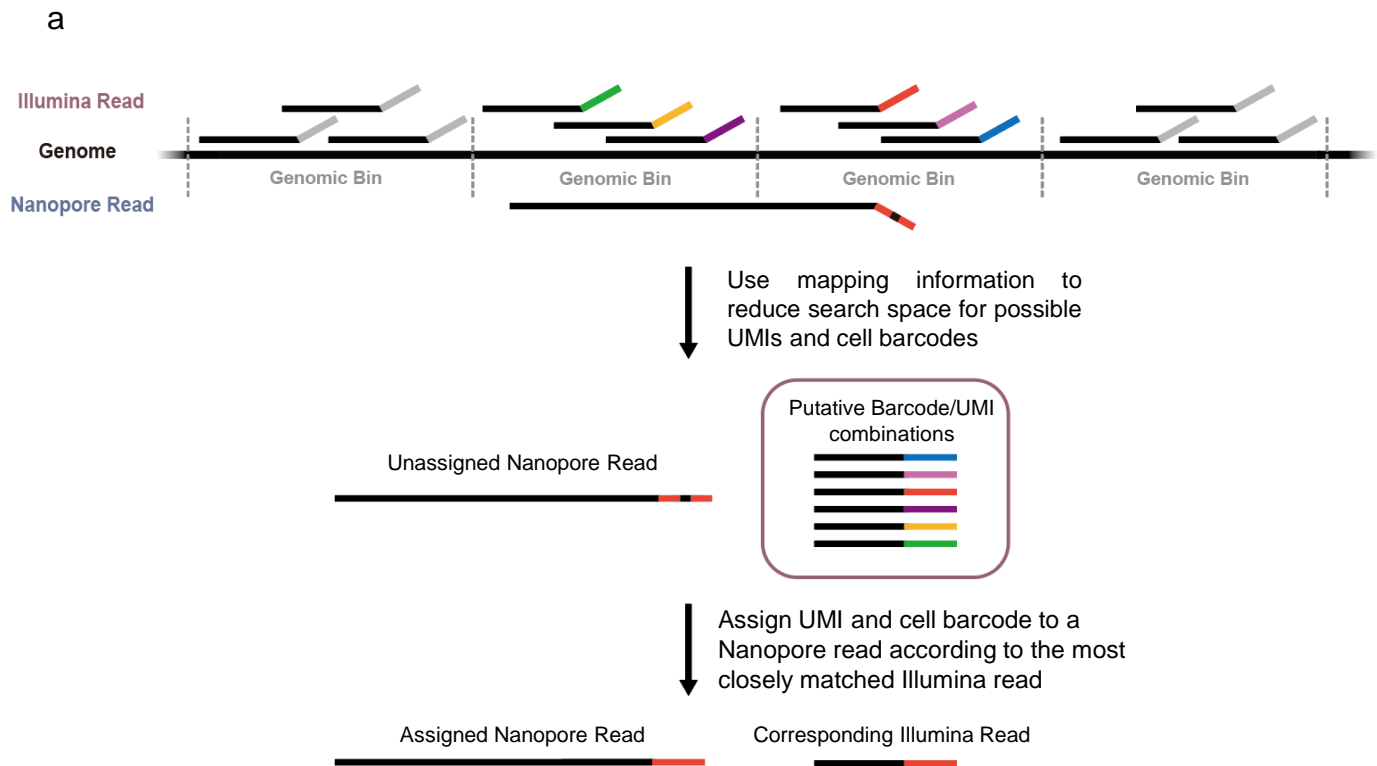 a
Illumina Read
Genome
Genomic Bin
Genomic Bin
Genomic Bin
Genomic Bin
Nanopore Read
Use mapping information to
reduce search space for possible
UMIs and cell barcodes
Putative Barcode/UMI
combinations
Unassigned Nanopore Read
Assign UMI and cell barcode to a
Nanopore read according to the most
closely matched Illumina read
Assigned Nanopore Read
Corresponding Illumina Read